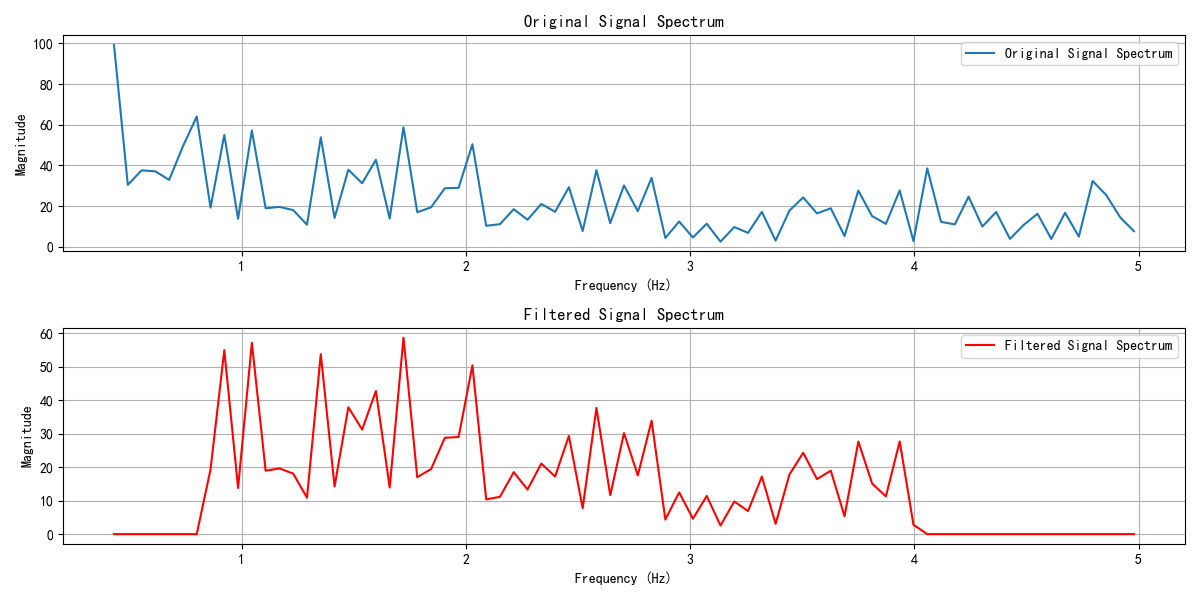 Original Signal Spectrum
Original Signal Spectrum
Magnitude
100
80
60
40
20
0
1
2
3
4
5
Frequency (Hz)
Filtered Signal Spectrum
Filtered Signal Spectrum
Magnitude
60
50
40
30
20
10
0
1
2
3
4
5
Frequency (Hz)